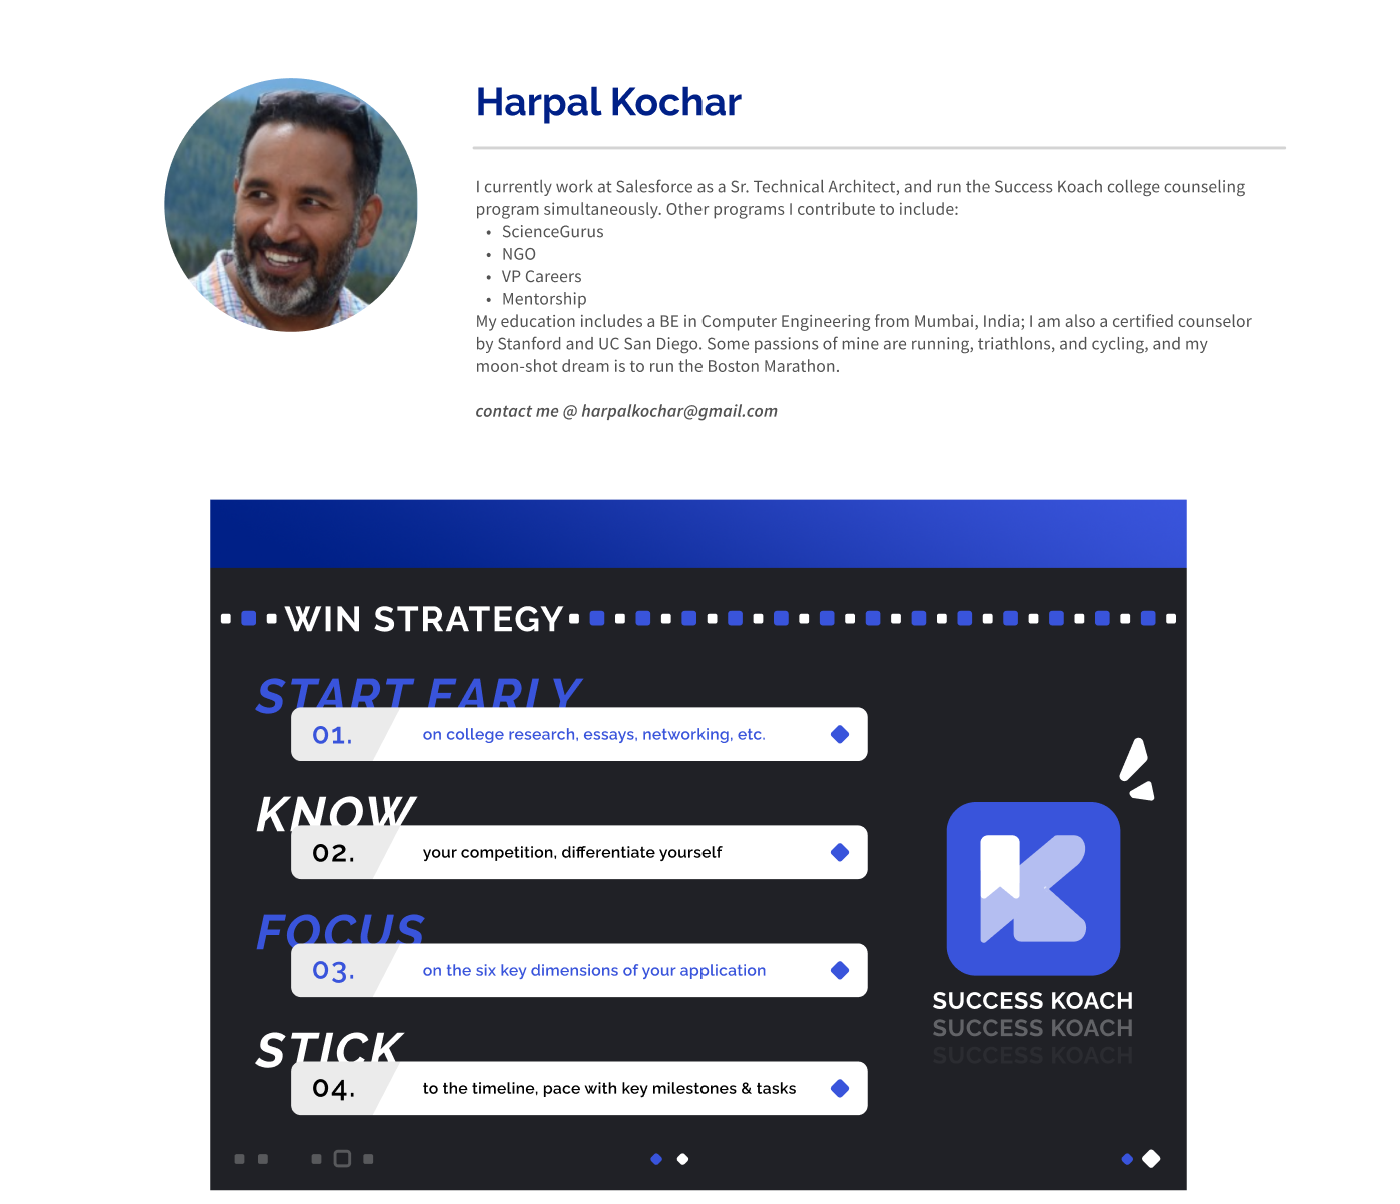 Harpal Kochar
I currently work at Salesforce as a Sr. Technical Architect, and run the Success Koach college counseling
program simultaneously. Other programs I contribute to include:
• ScienceGurus
• NGO
• VP Careers
• Mentorship
My education includes a BE in Computer Engineering from Mumbai, India; I am also a certified counselor
by Stanford and UC San Diego. Some passions of mine are running, triathlons, and cycling, and my
moon-shot dream is to run the Boston Marathon.
contact me @ harpalkochar@gmail.com
WIN STRATEGY
START EARLY
01. on college research, essays, networking, etc.
KNOW
02. your competition, differentiate yourself
FOCUS
03. on the six key dimensions of your application
STICK
04. to the timeline, pace with key milestones & tasks
K
SUCCESS KOACH
SUCCESS KOACH
SUCCESS KOACH